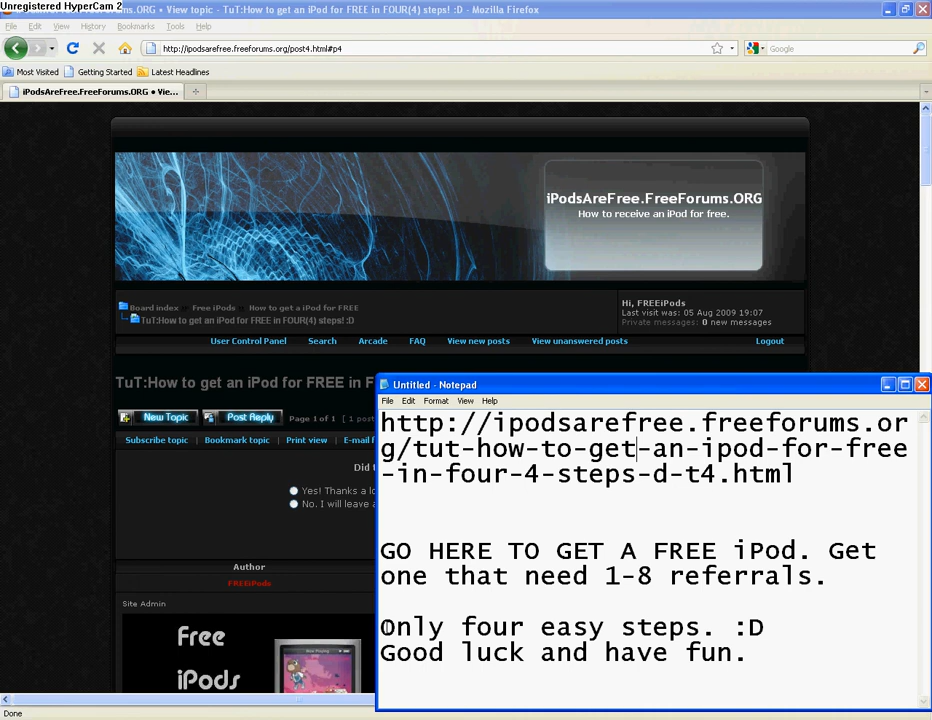 Unregistered HyperCam 2
.ORG • View topic - TuT:How to get an iPod for FREE in FOUR(4) steps! :D - Mozilla Firefox
File Edit View History Bookmarks Tools Help
http://ipodsarefree.freeforums.org/post4.html#p4
Google
Most Visited Getting Started Latest Headlines
iPodsAreFree.FreeForums.ORG • Vie...
iPodsAreFree.FreeForums.ORG
How to receive an iPod for free.
Board index » Free iPods » How to get a iPod for FREE
TuT:How to get an iPod for FREE in FOUR(4) steps! :D
Hi, FREEiPods
Last visit was: 05 Aug 2009 19:07
Private messages: 0 new messages
User Control Panel Search Arcade FAQ View new posts View unanswered posts Logout
TuT:How to get an iPod for FREE in F
New Topic Post Reply Page 1 of 1 [ 1 post
Subscribe topic Bookmark topic Print view E-mail f
Did t
Yes! Thanks a lo
No. I will leave a
Author
FREEiPods
Site Admin
Free
iPods
Done
Untitled - Notepad
File Edit Format View Help
http://ipodsarefree.freeforums.or
g/tut-how-to-get-an-ipod-for-free
-in-four-4-steps-d-t4.html
GO HERE TO GET A FREE iPod. Get
one that need 1-8 referrals.
Only four easy steps. :D
Good luck and have fun.